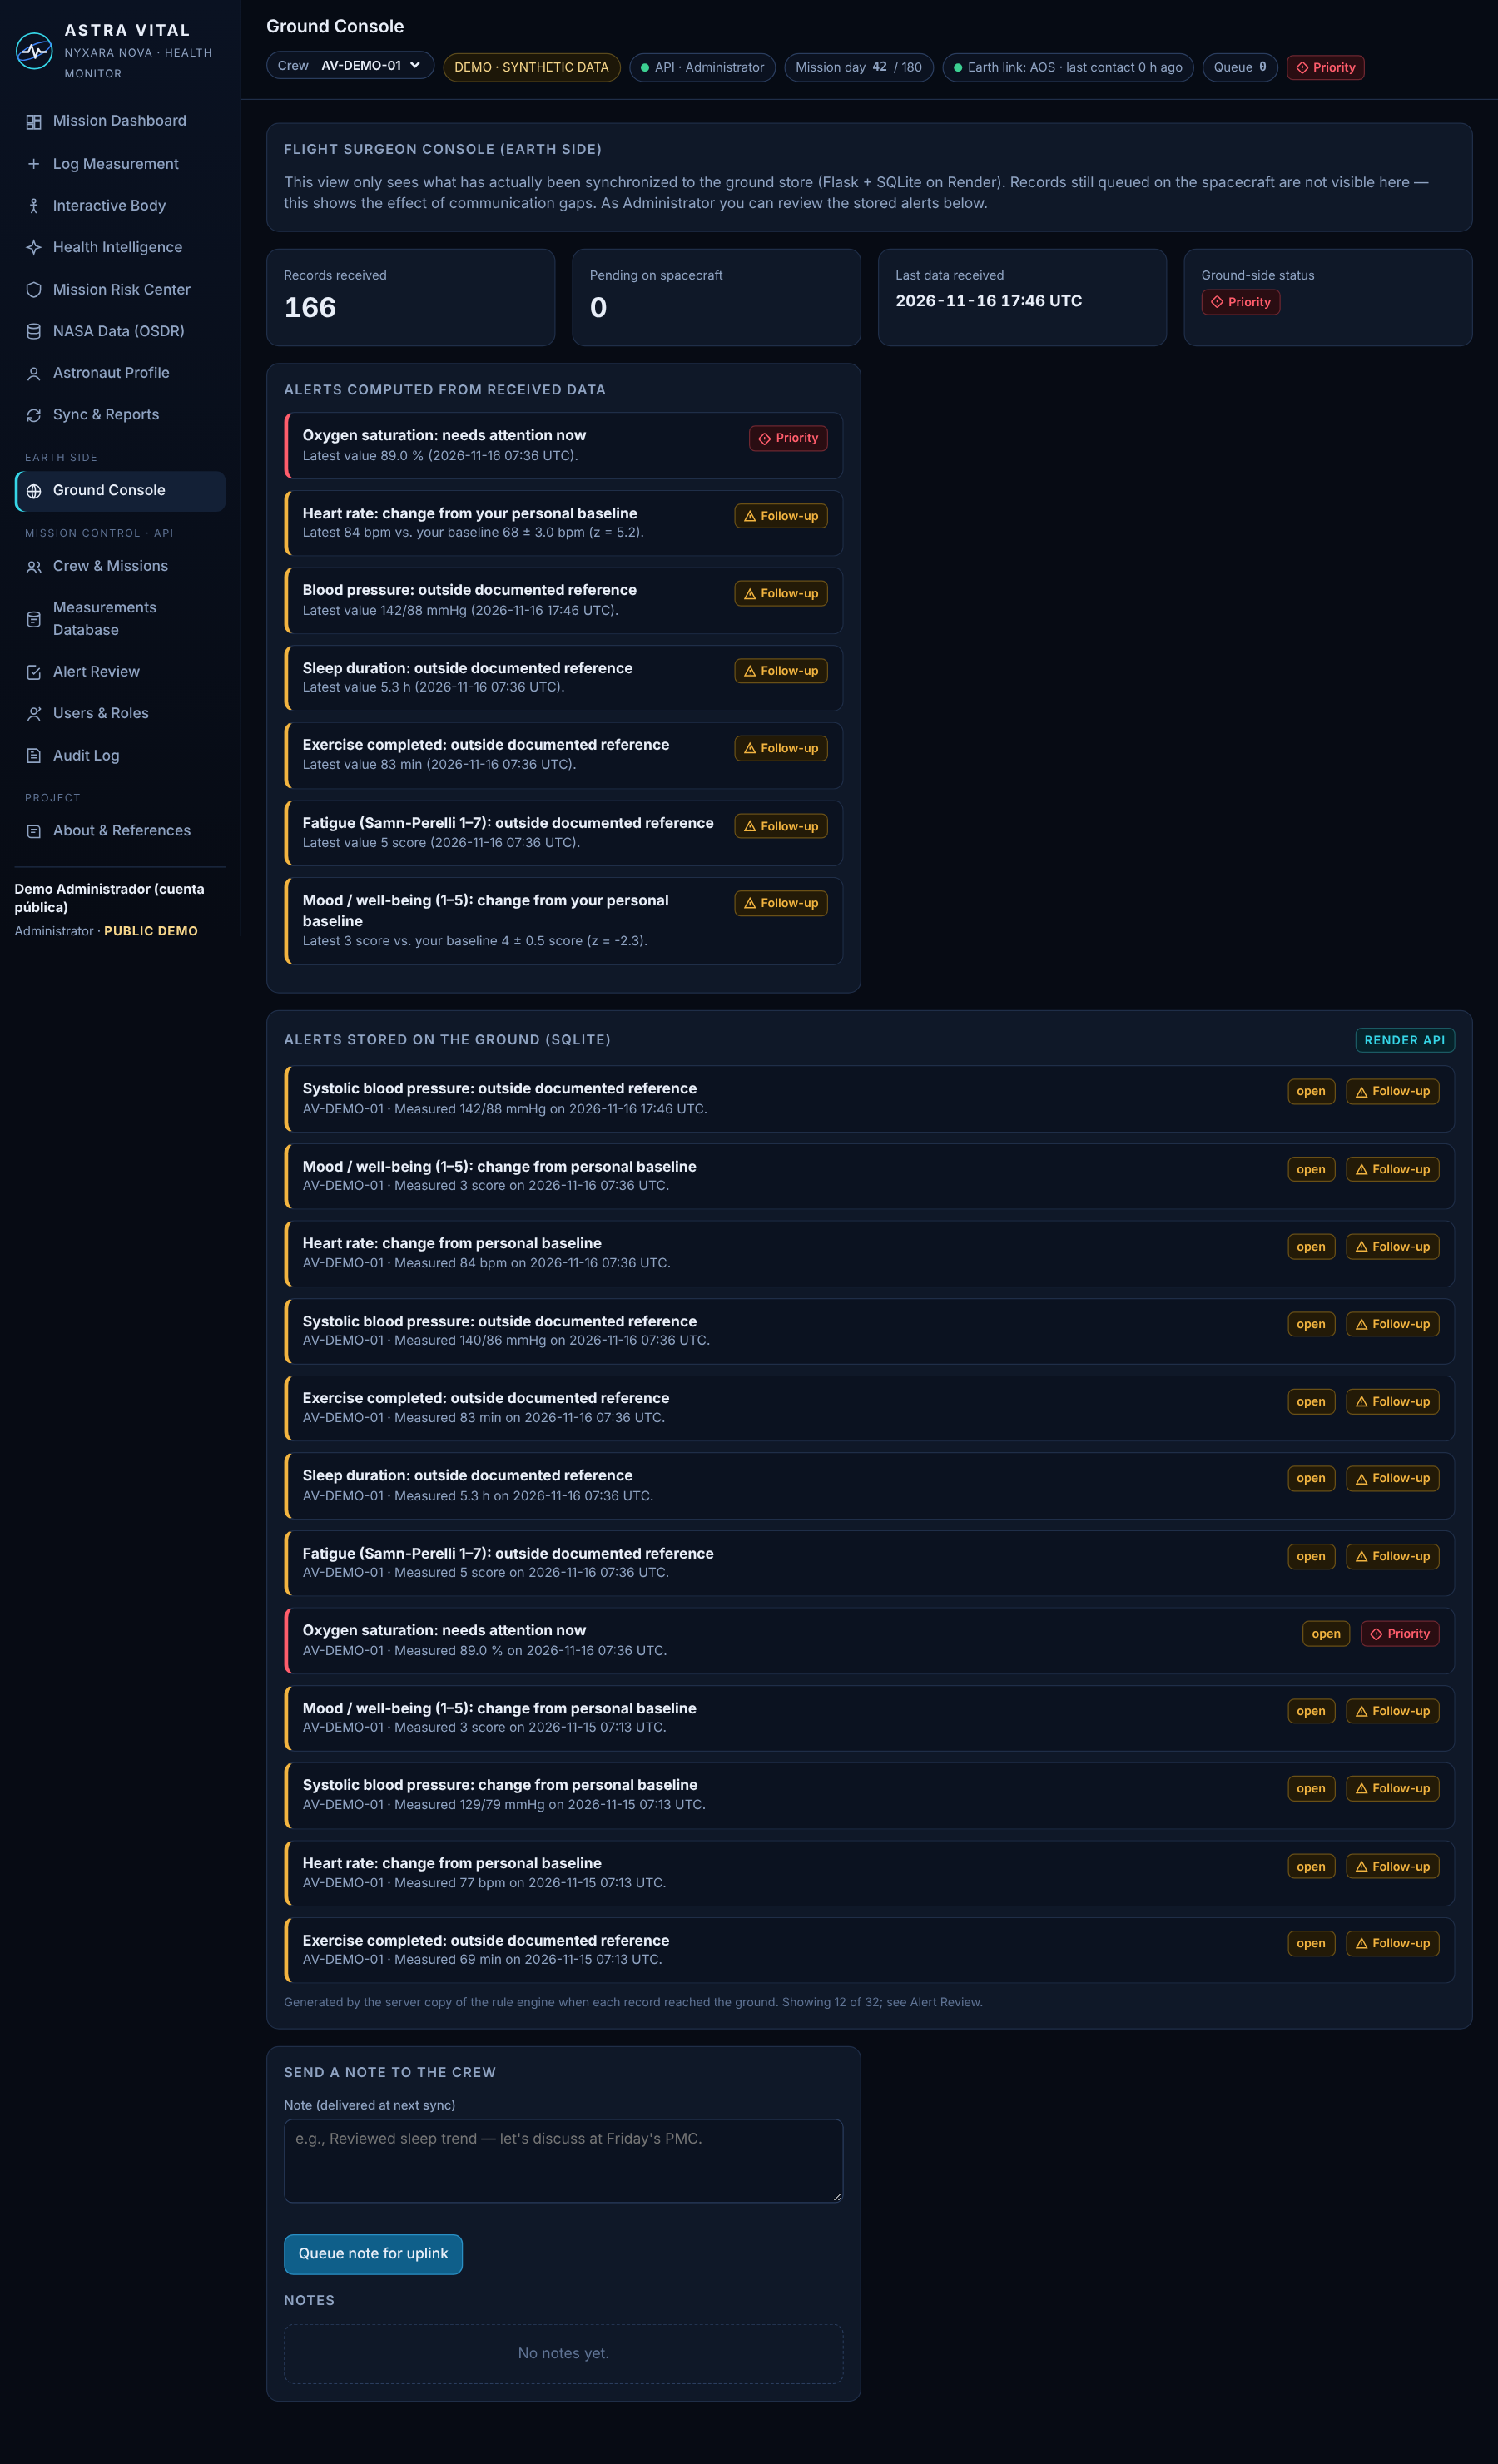 ASTRA VITAL
NYXARA NOVA · HEALTH
MONITOR
Mission Dashboard
Log Measurement
Interactive Body
Health Intelligence
Mission Risk Center
NASA Data (OSDR)
Astronaut Profile
Sync & Reports
EARTH SIDE
Ground Console
MISSION CONTROL · API
Crew & Missions
Measurements
Database
Alert Review
Users & Roles
Audit Log
PROJECT
About & References
Demo Administrador (cuenta
pública)
Administrator · PUBLIC DEMO
Ground Console
Crew AV-DEMO-01
DEMO · SYNTHETIC DATA
API · Administrator
Mission day 42 / 180
Earth link: AOS · last contact 0 h ago
Queue 0
Priority
FLIGHT SURGEON CONSOLE (EARTH SIDE)
This view only sees what has actually been synchronized to the ground store (Flask + SQLite on Render). Records still queued on the spacecraft are not visible here —
this shows the effect of communication gaps. As Administrator you can review the stored alerts below.
Records received
166
Pending on spacecraft
0
Last data received
2026-11-16 17:46 UTC
Ground-side status
Priority
ALERTS COMPUTED FROM RECEIVED DATA
Oxygen saturation: needs attention now
Priority
Latest value 89.0 % (2026-11-16 07:36 UTC).
Heart rate: change from your personal baseline
Follow-up
Latest 84 bpm vs. your baseline 68 ± 3.0 bpm (z = 5.2).
Blood pressure: outside documented reference
Follow-up
Latest value 142/88 mmHg (2026-11-16 17:46 UTC).
Sleep duration: outside documented reference
Follow-up
Latest value 5.3 h (2026-11-16 07:36 UTC).
Exercise completed: outside documented reference
Follow-up
Latest value 83 min (2026-11-16 07:36 UTC).
Fatigue (Samn-Perelli 1–7): outside documented reference
Follow-up
Latest value 5 score (2026-11-16 07:36 UTC).
Mood / well-being (1–5): change from your personal
baseline
Follow-up
Latest 3 score vs. your baseline 4 ± 0.5 score (z = -2.3).
ALERTS STORED ON THE GROUND (SQLITE)
RENDER API
Systolic blood pressure: outside documented reference
open Follow-up
AV-DEMO-01 · Measured 142/88 mmHg on 2026-11-16 17:46 UTC.
Mood / well-being (1–5): change from personal baseline
open Follow-up
AV-DEMO-01 · Measured 3 score on 2026-11-16 07:36 UTC.
Heart rate: change from personal baseline
open Follow-up
AV-DEMO-01 · Measured 84 bpm on 2026-11-16 07:36 UTC.
Systolic blood pressure: outside documented reference
open Follow-up
AV-DEMO-01 · Measured 140/86 mmHg on 2026-11-16 07:36 UTC.
Exercise completed: outside documented reference
open Follow-up
AV-DEMO-01 · Measured 83 min on 2026-11-16 07:36 UTC.
Sleep duration: outside documented reference
open Follow-up
AV-DEMO-01 · Measured 5.3 h on 2026-11-16 07:36 UTC.
Fatigue (Samn-Perelli 1–7): outside documented reference
open Follow-up
AV-DEMO-01 · Measured 5 score on 2026-11-16 07:36 UTC.
Oxygen saturation: needs attention now
open Priority
AV-DEMO-01 · Measured 89.0 % on 2026-11-16 07:36 UTC.
Mood / well-being (1–5): change from personal baseline
open Follow-up
AV-DEMO-01 · Measured 3 score on 2026-11-15 07:13 UTC.
Systolic blood pressure: change from personal baseline
open Follow-up
AV-DEMO-01 · Measured 129/79 mmHg on 2026-11-15 07:13 UTC.
Heart rate: change from personal baseline
open Follow-up
AV-DEMO-01 · Measured 77 bpm on 2026-11-15 07:13 UTC.
Exercise completed: outside documented reference
open Follow-up
AV-DEMO-01 · Measured 69 min on 2026-11-15 07:13 UTC.
Generated by the server copy of the rule engine when each record reached the ground. Showing 12 of 32; see Alert Review.
SEND A NOTE TO THE CREW
Note (delivered at next sync)
e.g., Reviewed sleep trend — let's discuss at Friday's PMC.
Queue note for uplink
NOTES
No notes yet.